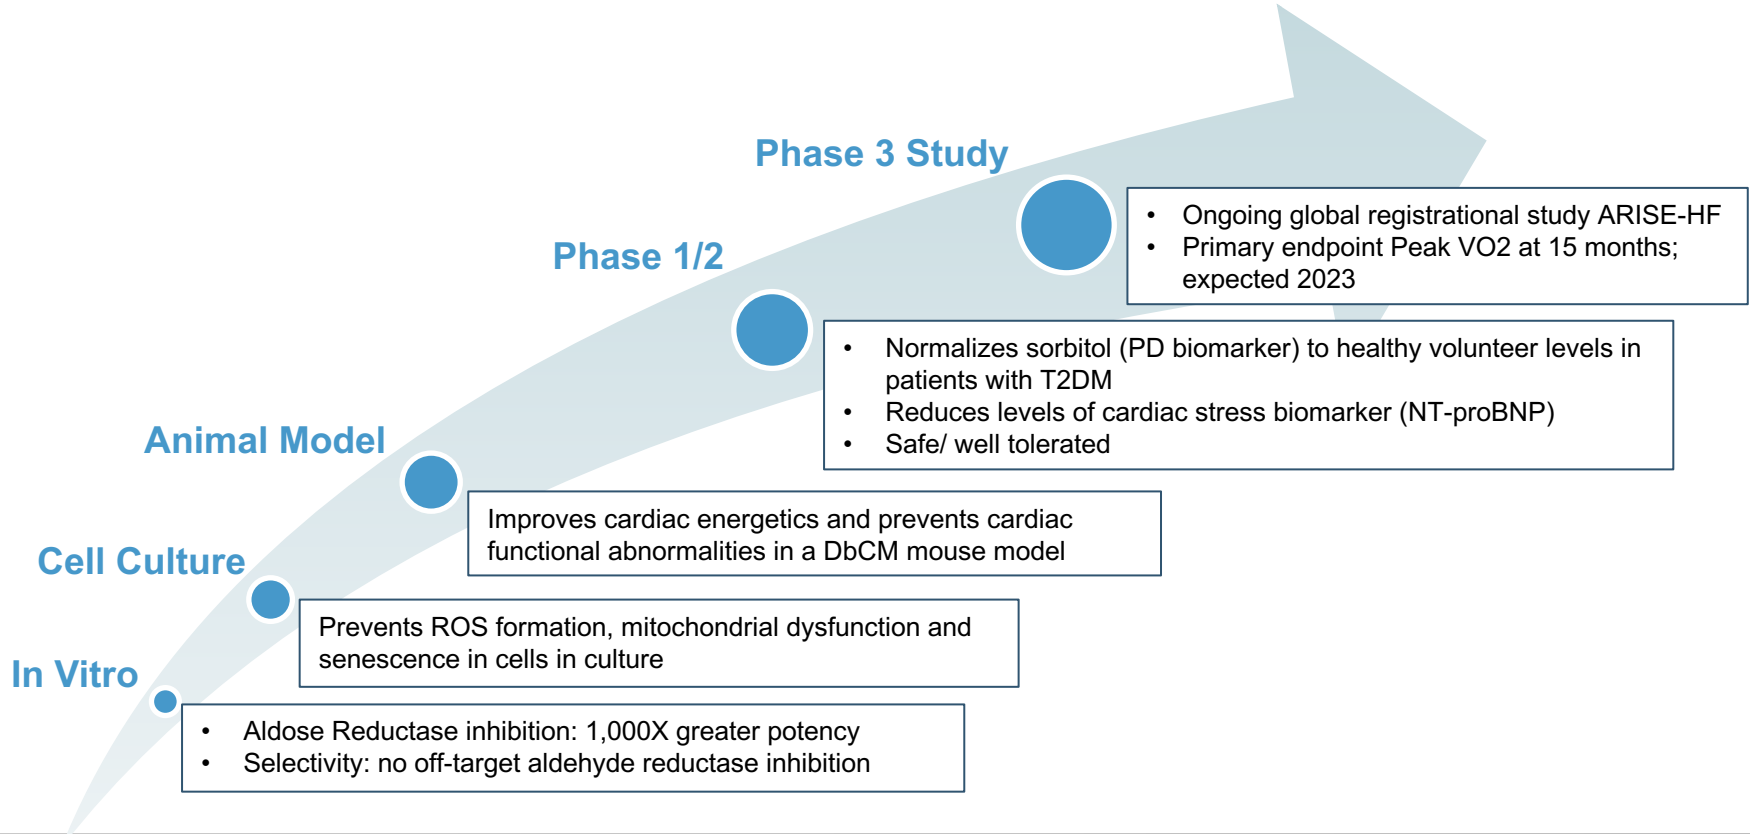 Phase 3 Study
• Ongoing global registrational study ARISE-HF
• Primary endpoint Peak VO2 at 15 months;
expected 2023
Phase 1/2
• Normalizes sorbitol (PD biomarker) to healthy volunteer levels in
patients with T2DM
• Reduces levels of cardiac stress biomarker (NT-proBNP)
• Safe/ well tolerated
Animal Model
Improves cardiac energetics and prevents cardiac
functional abnormalities in a DbCM mouse model
Cell Culture
Prevents ROS formation, mitochondrial dysfunction and
senescence in cells in culture
In Vitro
• Aldose Reductase inhibition: 1,000X greater potency
• Selectivity: no off-target aldehyde reductase inhibition